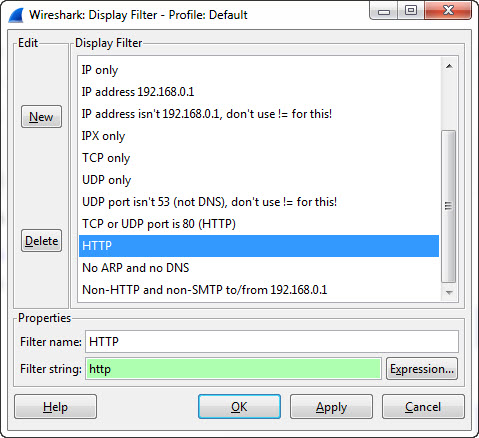 Wireshark: Display Filter - Profile: Default
Edit
Display Filter
New
Delete
IP only
IP address 192.168.0.1
IP address isn't 192.168.0.1, don't use != for this!
IPX only
TCP only
UDP only
UDP port isn't 53 (not DNS), don't use != for this!
TCP or UDP port is 80 (HTTP)
HTTP
No ARP and no DNS
Non-HTTP and non-SMTP to/from 192.168.0.1
Properties
Filter name: HTTP
Filter string: http Expression...
Help OK Apply Cancel